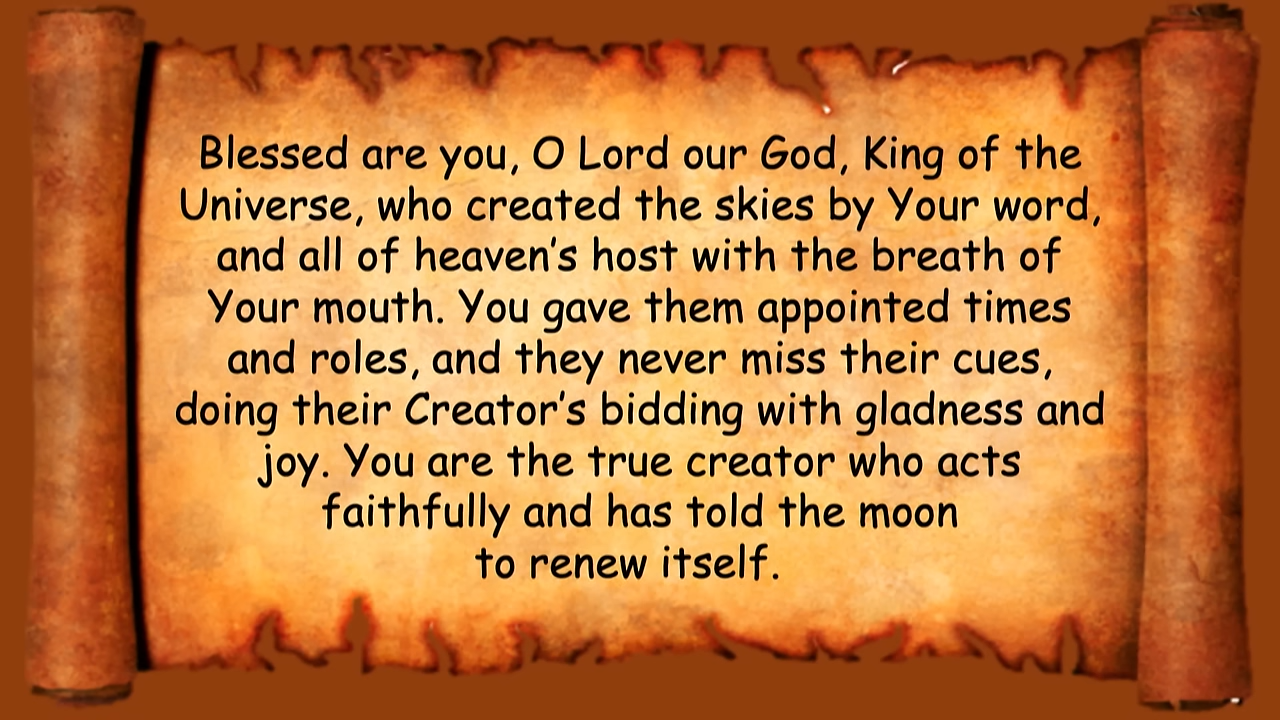 Blessed are you, O Lord our God, King of the
Universe, who created the skies by Your word,
and all of heaven’s host with the breath of
Your mouth. You gave them appointed times
and roles, and they never miss their cues,
doing their Creator’s bidding with gladness and
joy. You are the true creator who acts
faithfully and has told the moon
to renew itself.